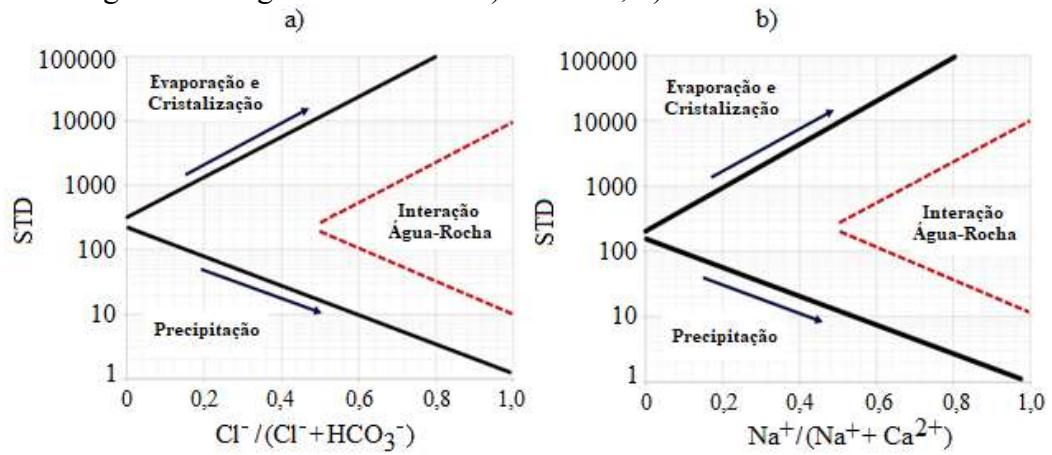 a)
b)
100000
10000
1000
100
10
1
STD
Evaporação e
Cristalização
Interação
Água-Rocha
Precipitação
0 0,2 0,4 0,6 0,8 1,0
Cl⁻/(Cl⁻+HCO₃⁻)
100000
10000
1000
100
10
1
STD
Evaporação e
Cristalização
Interação
Água-Rocha
Precipitação
0 0,2 0,4 0,6 0,8 1,0
Na⁺/(Na⁺+ Ca²⁺)